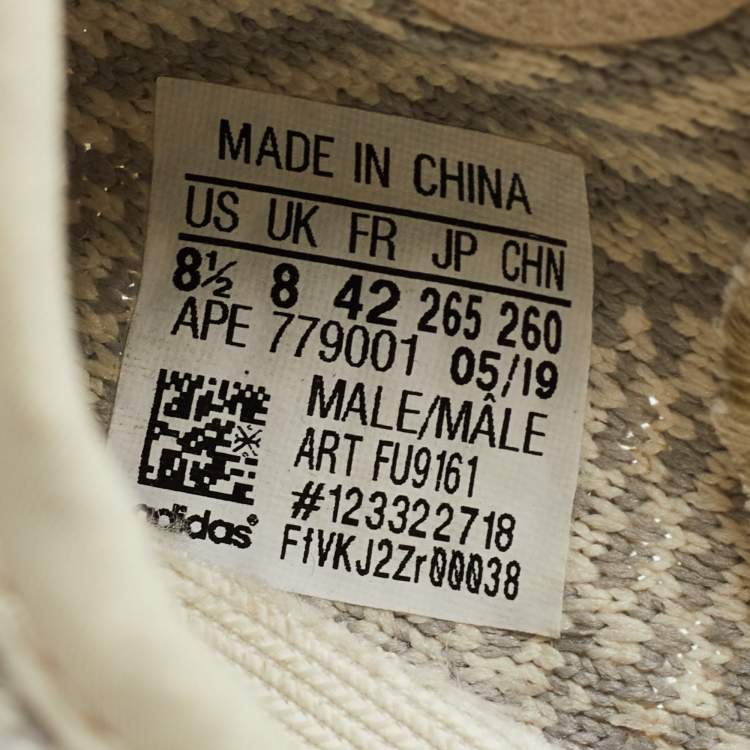 MADE IN CHINA
US UK FR JP CHN
8½ 8 42 265 260
APE 779001 05/19
MALE/MÂLE
ART FU9161
#123322718
FfVKJ2Zr00038
adidas®